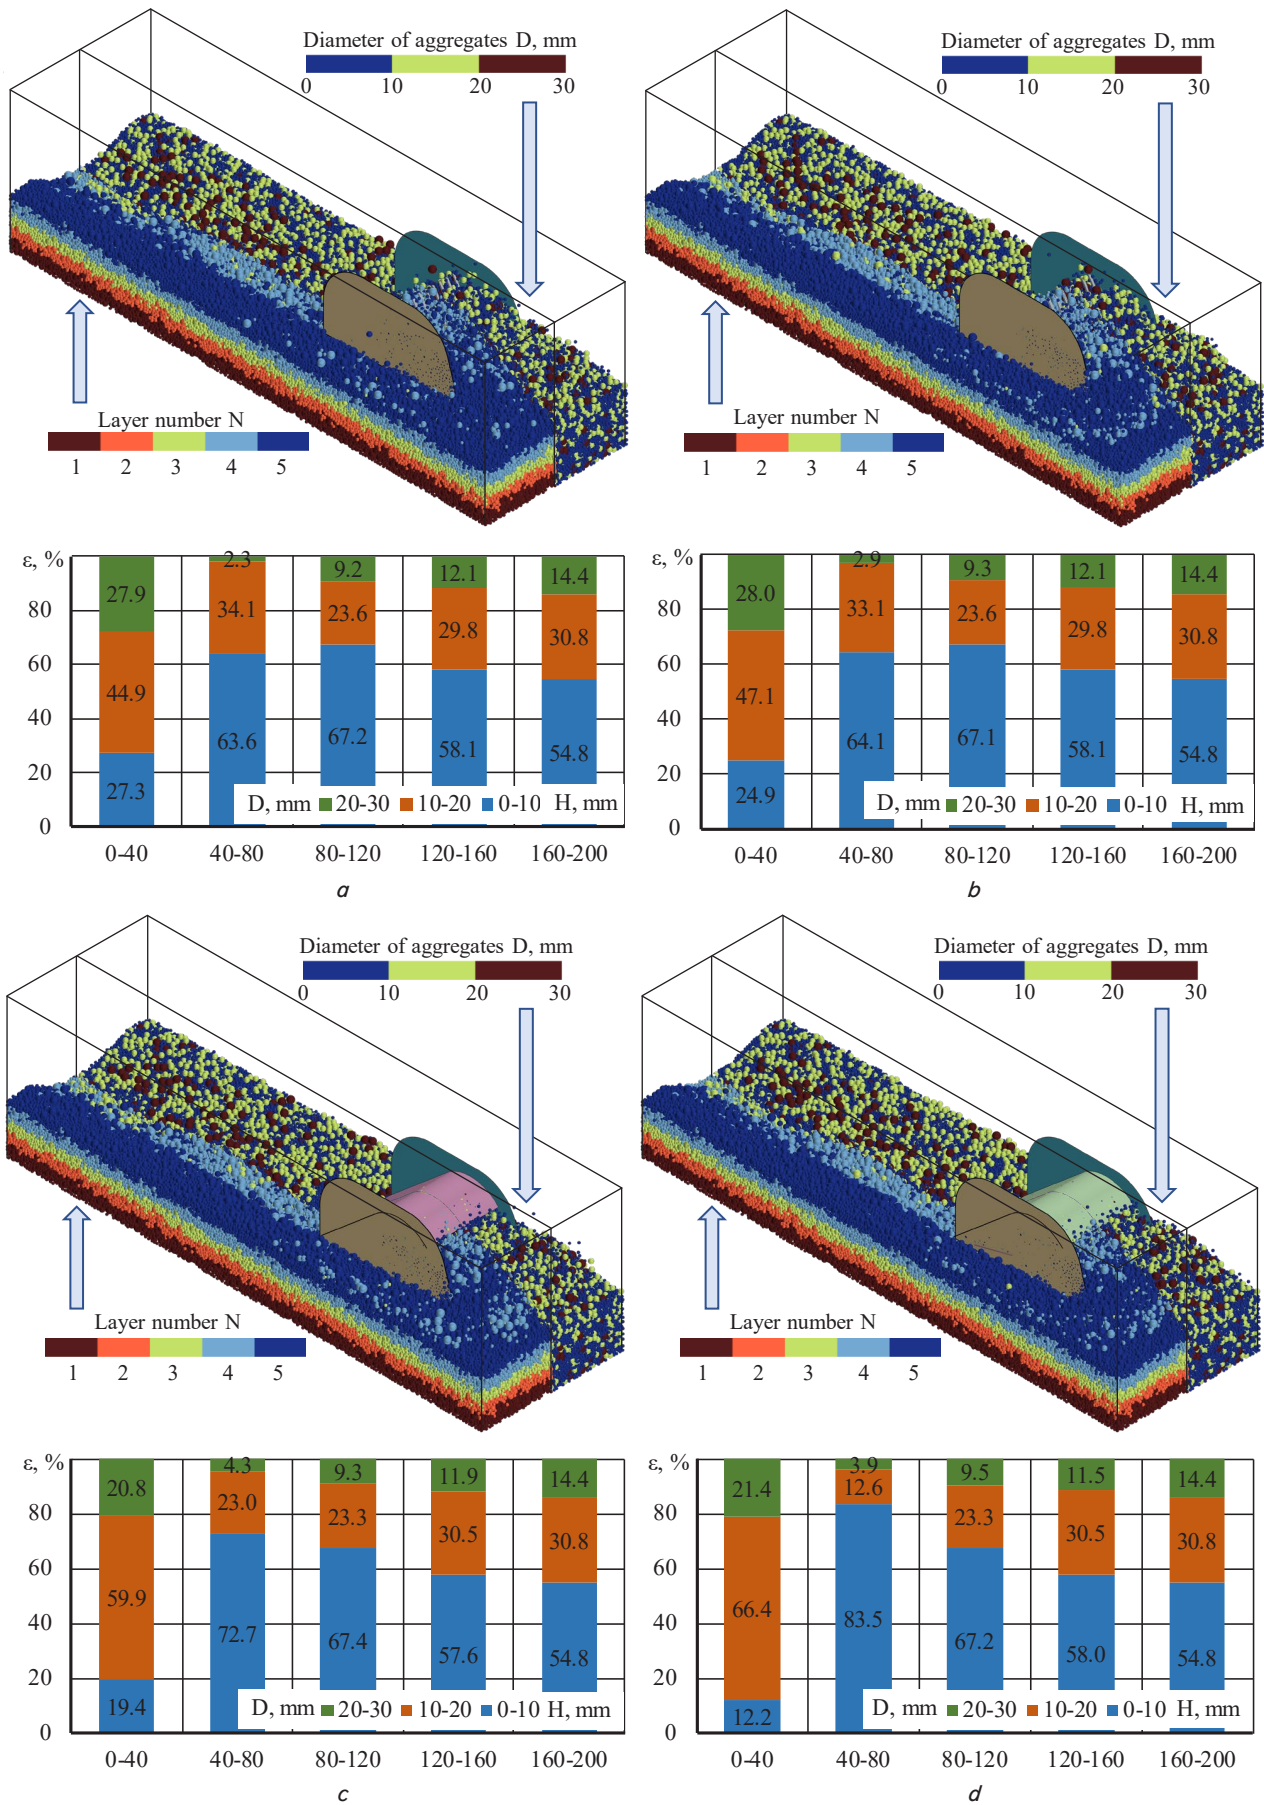 Diameter of aggregates D, mm
0 10 20 30
Layer number N
1 2 3 4 5
ε, %
80
60
40
20
0
27.9 2.3 9.2 12.1 14.4
44.9 34.1 23.6 29.8 30.8
27.3 63.6 67.2 58.1 54.8
D, mm 20-30 10-20 0-10 H, mm
0-40 40-80 80-120 120-160 160-200
a
Diameter of aggregates D, mm
0 10 20 30
Layer number N
1 2 3 4 5
ε, %
80
60
40
20
0
28.0 2.9 9.3 12.1 14.4
47.1 33.1 23.6 29.8 30.8
24.9 64.1 67.1 58.1 54.8
D, mm 20-30 10-20 0-10 H, mm
0-40 40-80 80-120 120-160 160-200
b
Diameter of aggregates D, mm
0 10 20 30
Layer number N
1 2 3 4 5
ε, %
80
60
40
20
0
20.8 4.3 9.3 11.9 14.4
59.9 23.0 23.3 30.5 30.8
19.4 72.7 67.4 57.6 54.8
D, mm 20-30 10-20 0-10 H, mm
0-40 40-80 80-120 120-160 160-200
c
Diameter of aggregates D, mm
0 10 20 30
Layer number N
1 2 3 4 5
ε, %
80
60
40
20
0
21.4 3.9 9.5 11.5 14.4
66.4 12.6 23.3 30.5 30.8
12.2 83.5 67.2 58.0 54.8
D, mm 20-30 10-20 0-10 H, mm
0-40 40-80 80-120 120-160 160-200
d